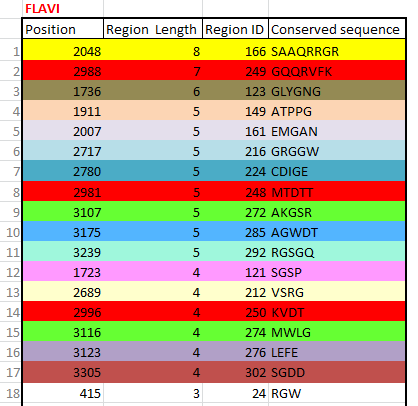 FLAVI
Position Region Length Region ID Conserved sequence
1 2048 8 166 SAAQRRGR
2 2988 7 249 GQQRVFK
3 1736 6 123 GLYGNG
4 1911 5 149 ATPPG
5 2007 5 161 EMGAN
6 2717 5 216 GRGGW
7 2780 5 224 CDIGE
8 2981 5 248 MTDTT
9 3107 5 272 AKGSR
10 3175 5 285 AGWDT
11 3239 5 292 RGSGQ
12 1723 4 121 SGSP
13 2689 4 212 VSRG
14 2996 4 250 KVDT
15 3116 4 274 MWLG
16 3123 4 276 LEFE
17 3305 4 302 SGDD
18 415 3 24 RGW